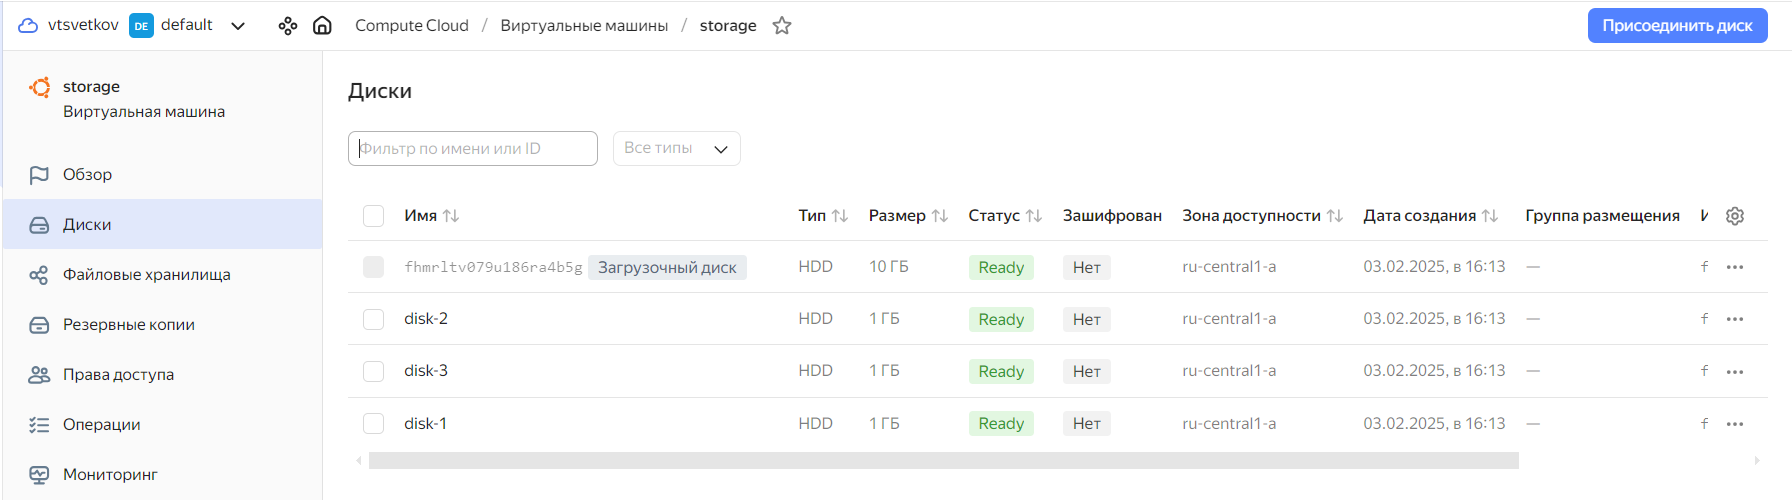 vtsvetkov DE default Compute Cloud / Виртуальные машины / storage Присоединить диск
storage
Виртуальная машина
Обзор
Диски
Файловые хранилища
Резервные копии
Права доступа
Операции
Мониторинг
Диски
Фильтр по имени или ID Все типы
Имя Тип Размер Статус Зашифрован Зона доступности Дата создания Группа размещения
fhmrltv079u186ra4b5g Загрузочный диск HDD 10 ГБ Ready Нет ru-central1-a 03.02.2025, в 16:13 — f
disk-2 HDD 1 ГБ Ready Нет ru-central1-a 03.02.2025, в 16:13 — f
disk-3 HDD 1 ГБ Ready Нет ru-central1-a 03.02.2025, в 16:13 — f
disk-1 HDD 1 ГБ Ready Нет ru-central1-a 03.02.2025, в 16:13 — f